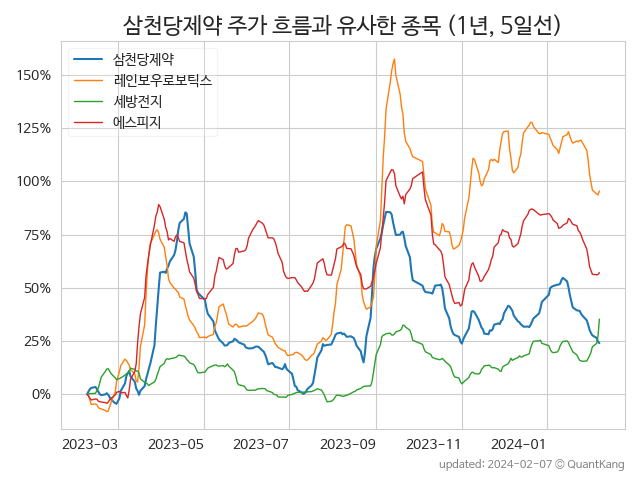 삼천당제약 주가 흐름과 유사한 종목 (1년, 5일선)
삼천당제약
레인보우로보틱스
세방전지
에스피지
150%
125%
100%
75%
50%
25%
0%
2023-03 2023-05 2023-07 2023-09 2023-11 2024-01
updated: 2024-02-07 © QuantKang